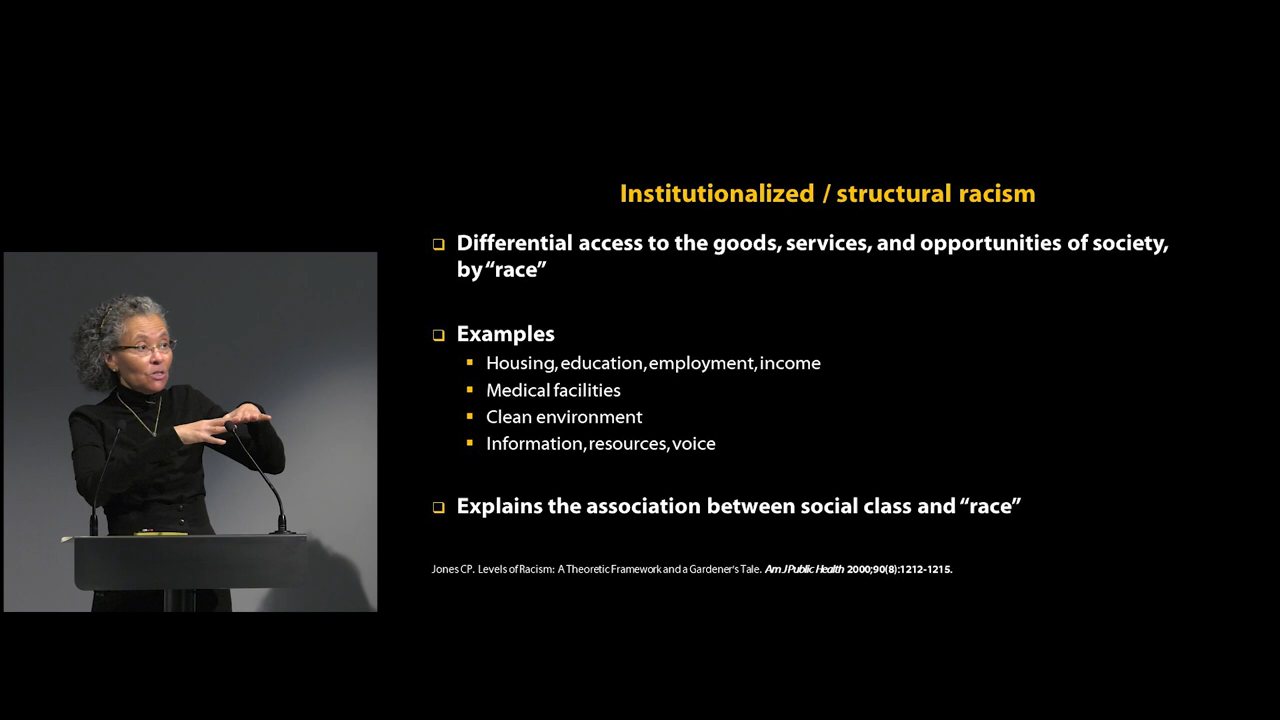 Institutionalized / structural racism
❑ Differential access to the goods, services, and opportunities of society,
by “race”
❑ Examples
▪ Housing, education, employment, income
▪ Medical facilities
▪ Clean environment
▪ Information, resources, voice
❑ Explains the association between social class and “race”
Jones CP. Levels of Racism: A Theoretic Framework and a Gardener's Tale. Am J Public Health 2000;90(8):1212-1215.